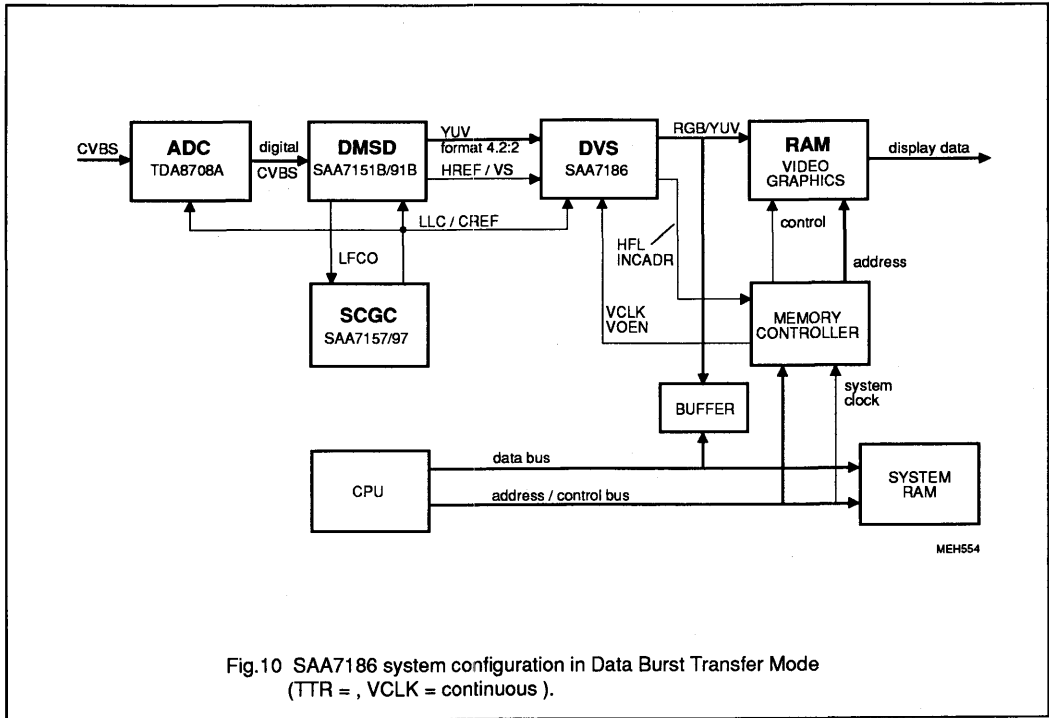 CVBS
ADC
TDA8708A
digital
CVBS
DMSD
SAA7151B/91B
YUV
format 4.2:2
HREF / VS
DVS
SAA7186
RGB/YUV
RAM
VIDEO
GRAPHICS
display data
LLC / CREF
LFCO
SCGC
SAA7157/97
HFL
INCADR
VCLK
VOEN
control
address
MEMORY
CONTROLLER
system
clock
BUFFER
CPU
data bus
address / control bus
SYSTEM
RAM
MEH554
Fig.10 SAA7186 system configuration in Data Burst Transfer Mode
(TTR = , VCLK = continuous ).